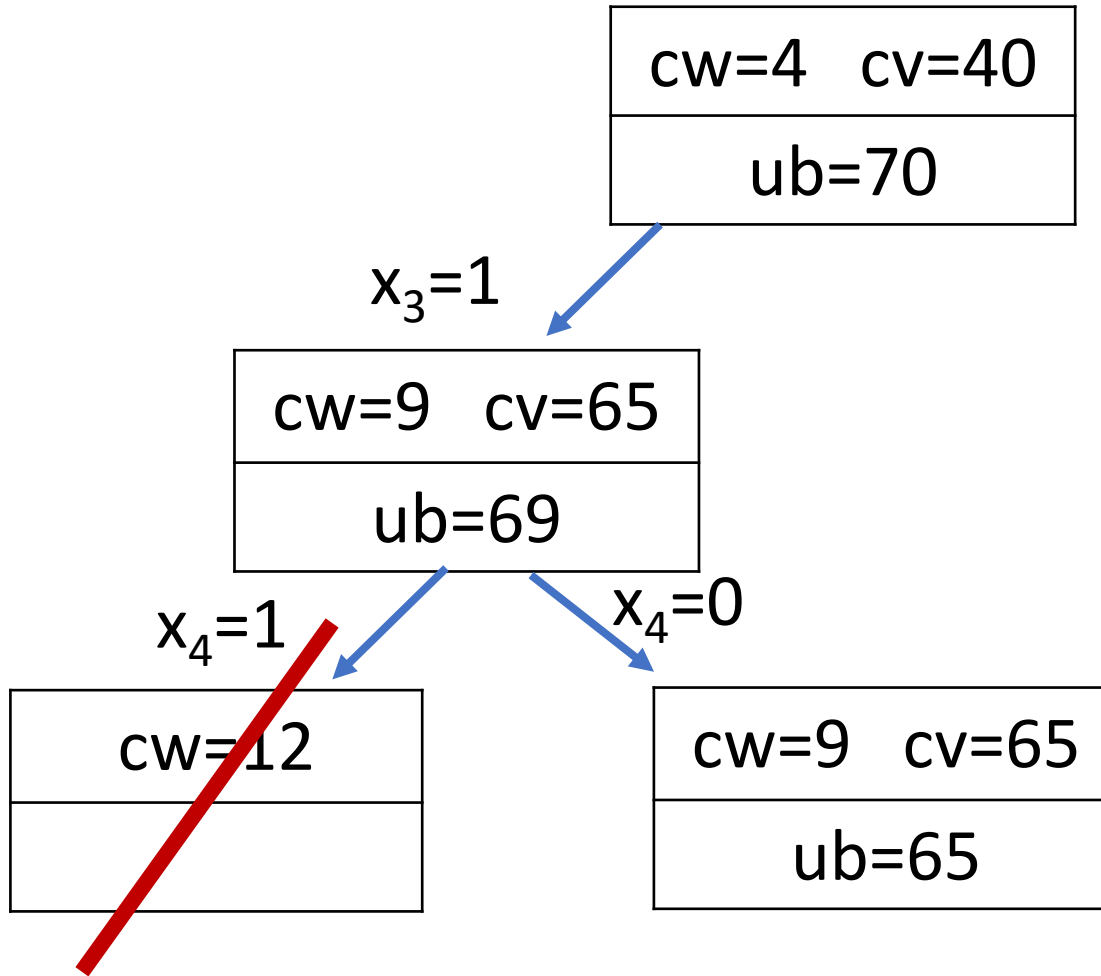 cw=4 cv=40
ub=70
x₃=1
cw=9 cv=65
ub=69
x₄=1
x₄=0
cw=12
cw=9 cv=65
ub=65